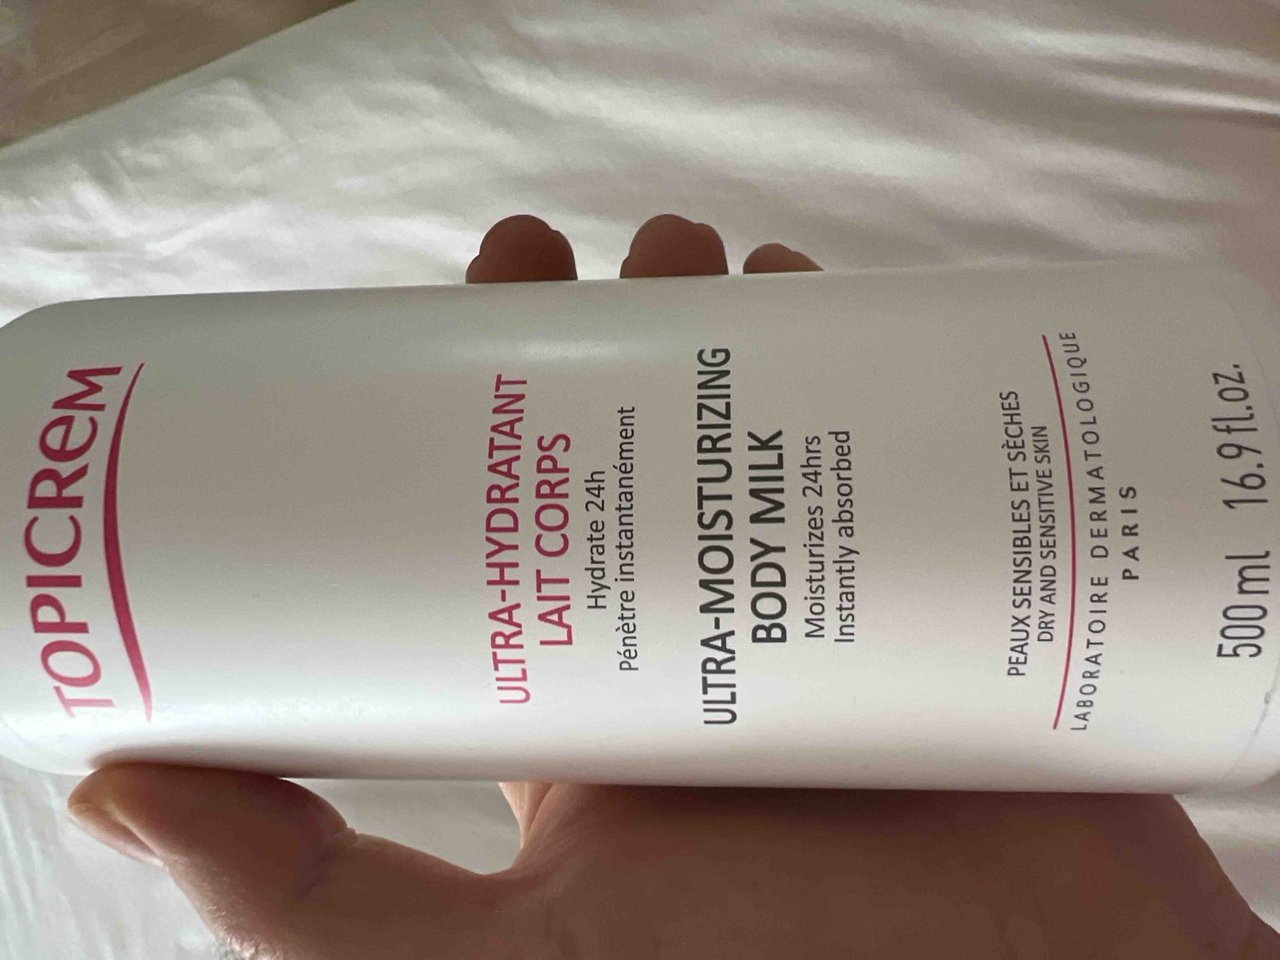 TOPICREM
ULTRA-HYDRATANT
LAIT CORPS
Hydrate 24h
Pénètre instantanément
ULTRA-MOISTURIZING
BODY MILK
Moisturizes 24hrs
Instantly absorbed
PEAUX SENSIBLES ET SÈCHES
DRY AND SENSITIVE SKIN
LABORATOIRE DERMATOLOGIQUE
PARIS
500 ml 16.9 fl.oz.